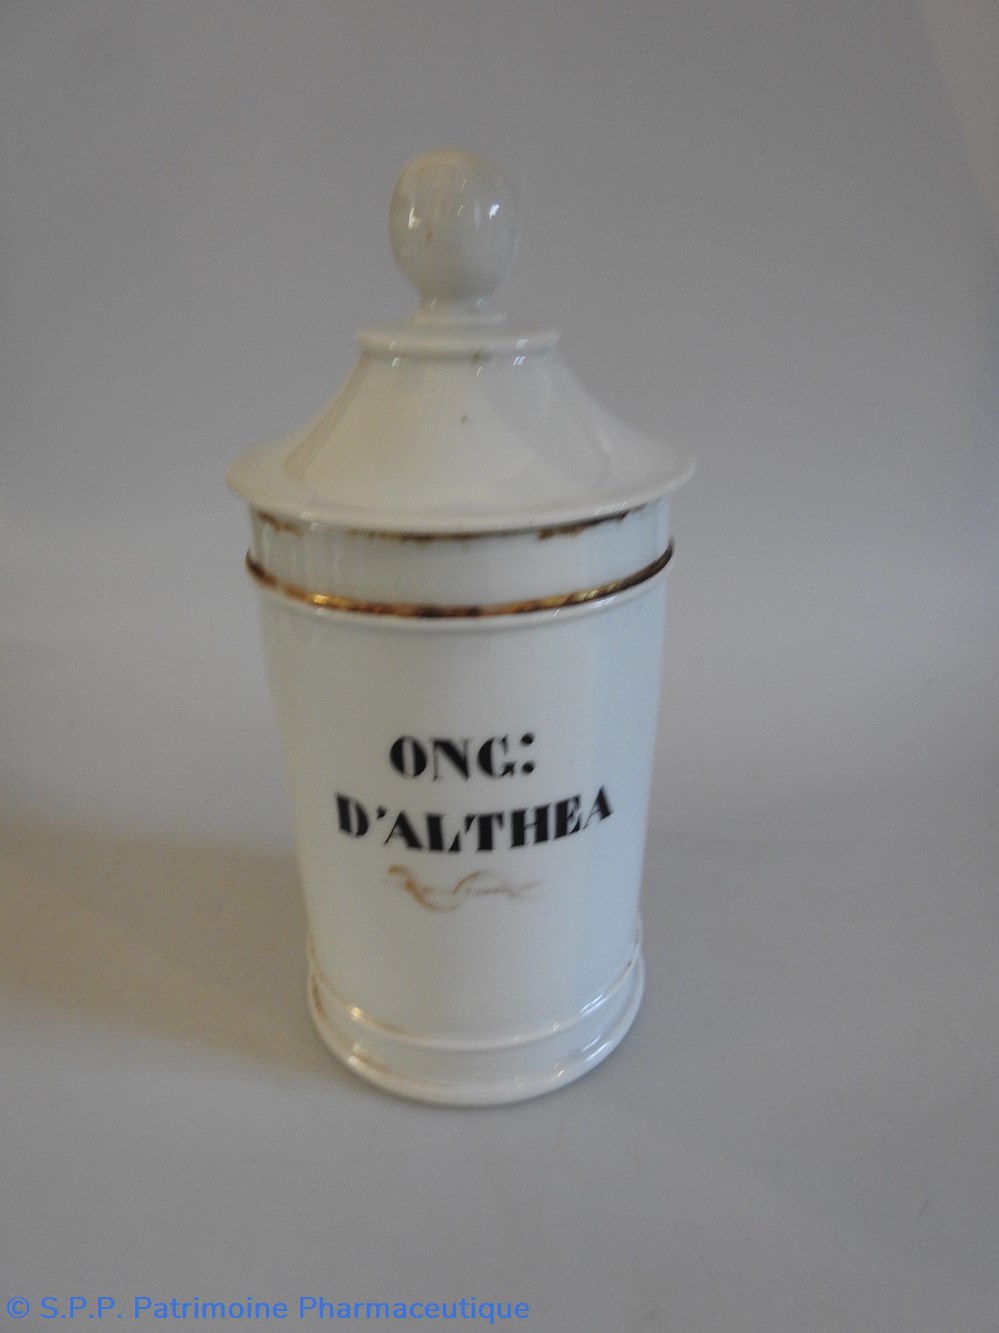 ONG:
D'ALTHEA
© S.P.P. Patrimoine Pharmaceutique